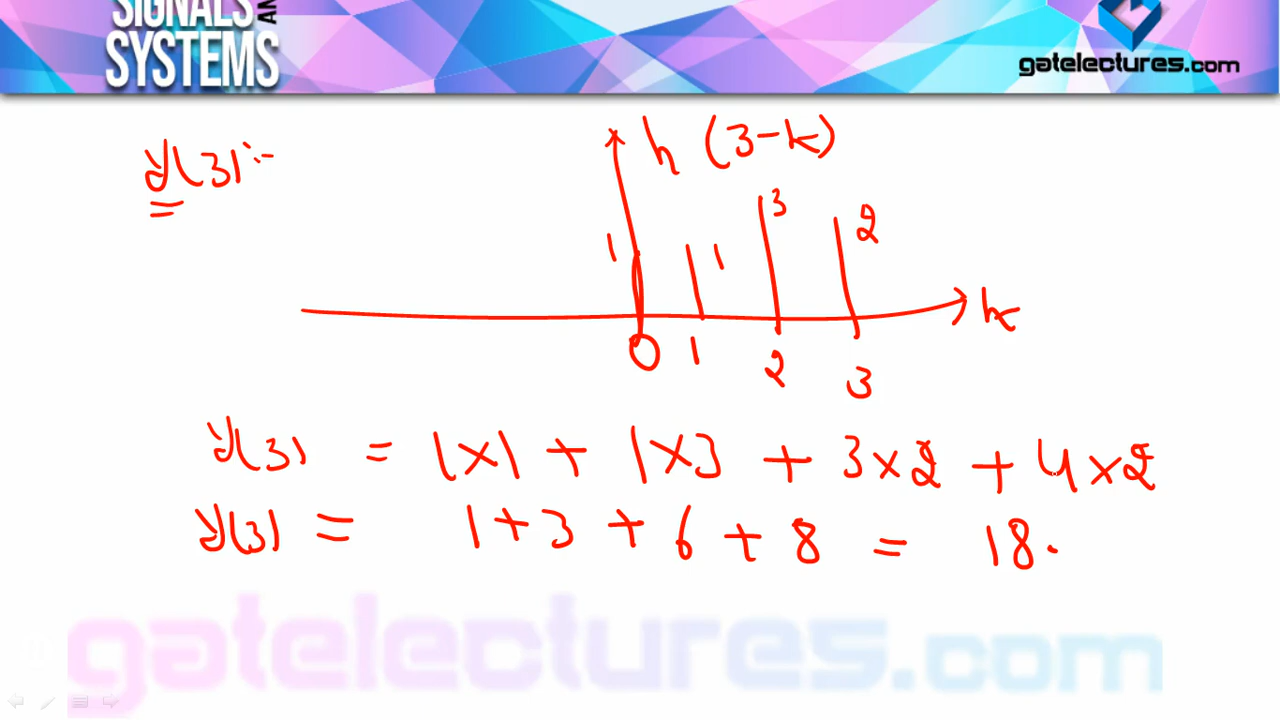 SIGNALS AND
SYSTEMS
gatelectures.com
y(3) :-
h (3-k)
1 1 3 2
k
0 1 2 3
y(3) = 1×1 + 1×3 + 3×2 + 4×2
y(3) = 1+3 + 6 + 8 = 18.
gatelectures.com